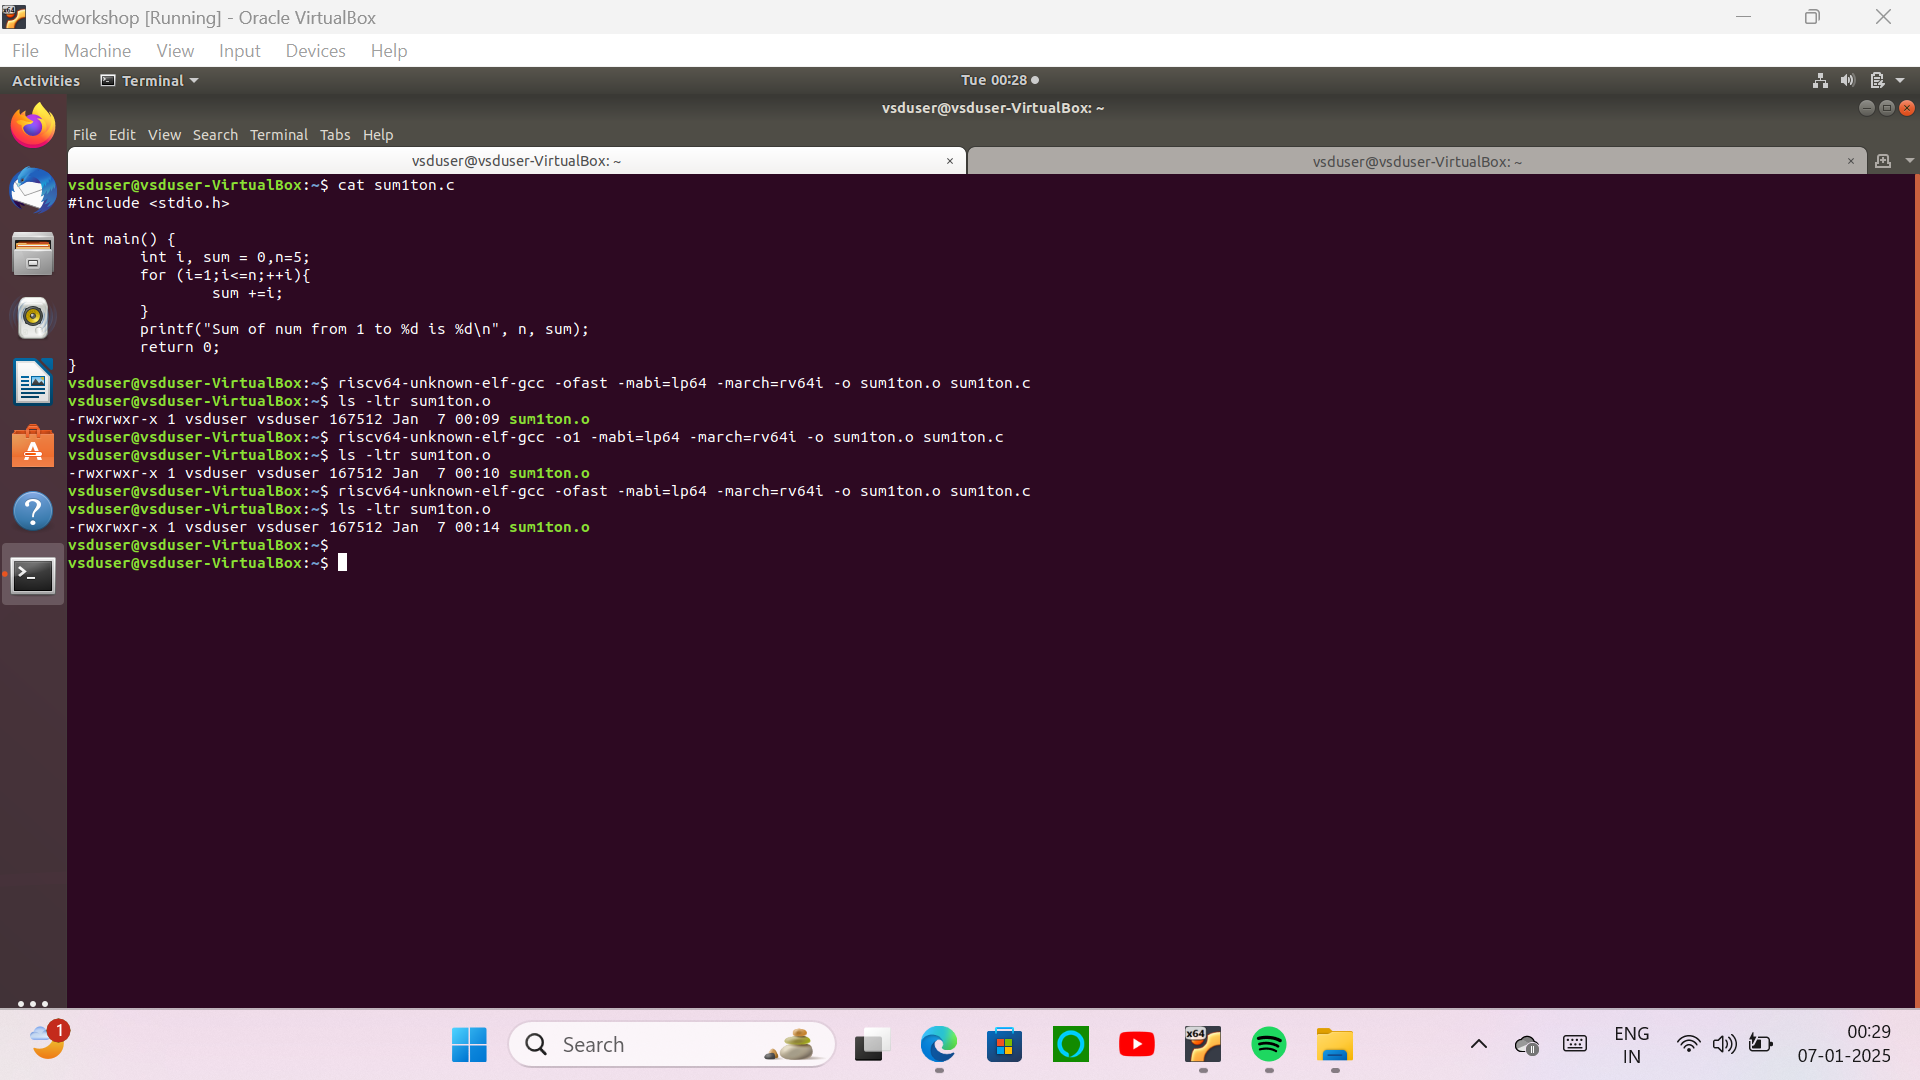 vsdworkshop [Running] - Oracle VirtualBox
File Machine View Input Devices Help
Activities Terminal Tue 00:28
vsduser@vsduser-VirtualBox: ~
File Edit View Search Terminal Tabs Help
vsduser@vsduser-VirtualBox: ~ × vsduser@vsduser-VirtualBox: ~ ×
vsduser@vsduser-VirtualBox:~$ cat sum1ton.c
#include <stdio.h>
int main() {
int i, sum = 0,n=5;
for (i=1;i<=n;++i){
sum +=i;
}
printf("Sum of num from 1 to %d is %d\n", n, sum);
return 0;
}
vsduser@vsduser-VirtualBox:~$ riscv64-unknown-elf-gcc -ofast -mabi=lp64 -march=rv64i -o sum1ton.o sum1ton.c
vsduser@vsduser-VirtualBox:~$ ls -ltr sum1ton.o
-rwxrwxr-x 1 vsduser vsduser 167512 Jan  7 00:09 sum1ton.o
vsduser@vsduser-VirtualBox:~$ riscv64-unknown-elf-gcc -o1 -mabi=lp64 -march=rv64i -o sum1ton.o sum1ton.c
vsduser@vsduser-VirtualBox:~$ ls -ltr sum1ton.o
-rwxrwxr-x 1 vsduser vsduser 167512 Jan  7 00:10 sum1ton.o
vsduser@vsduser-VirtualBox:~$ riscv64-unknown-elf-gcc -ofast -mabi=lp64 -march=rv64i -o sum1ton.o sum1ton.c
vsduser@vsduser-VirtualBox:~$ ls -ltr sum1ton.o
-rwxrwxr-x 1 vsduser vsduser 167512 Jan  7 00:14 sum1ton.o
vsduser@vsduser-VirtualBox:~$
vsduser@vsduser-VirtualBox:~$
1
Search
x64
ENG
IN
00:29
07-01-2025